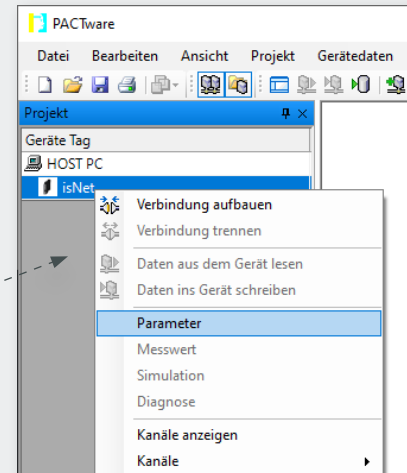 PACTware
Datei Bearbeiten Ansicht Projekt Gerätedaten
Projekt
Geräte Tag
HOST PC
isNet
Verbindung aufbauen
Verbindung trennen
Daten aus dem Gerät lesen
Daten ins Gerät schreiben
Parameter
Messwert
Simulation
Diagnose
Kanäle anzeigen
Kanäle